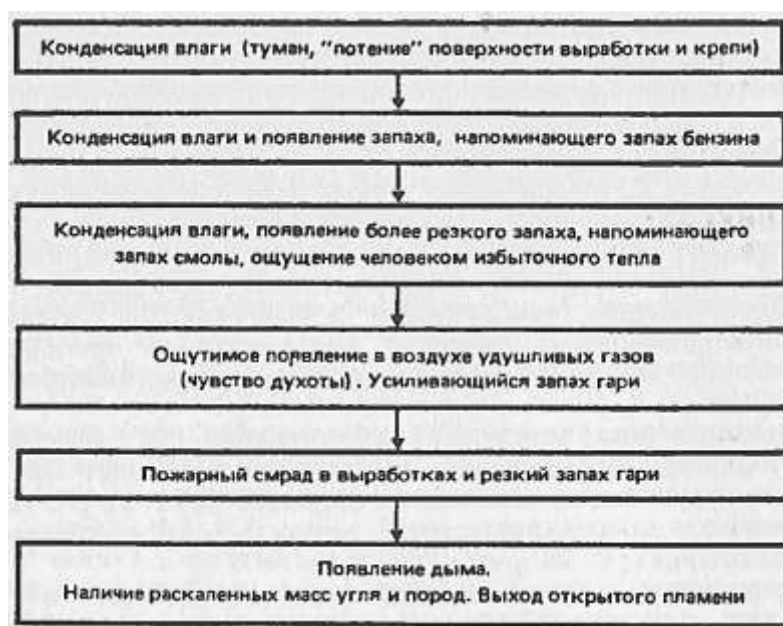 Конденсация влаги (туман, "потение" поверхности выработки и крепи)
Конденсация влаги и появление запаха, напоминающего запах бензина
Конденсация влаги, появление более резкого запаха, напоминающего
запах смолы, ощущение человеком избыточного тепла
Ощутимое появление в воздухе удушливых газов
(чувство духоты). Усиливающийся запах гари
Пожарный смрад в выработках и резкий запах гари
Появление дыма.
Наличие раскаленных масс угля и пород. Выход открытого пламени